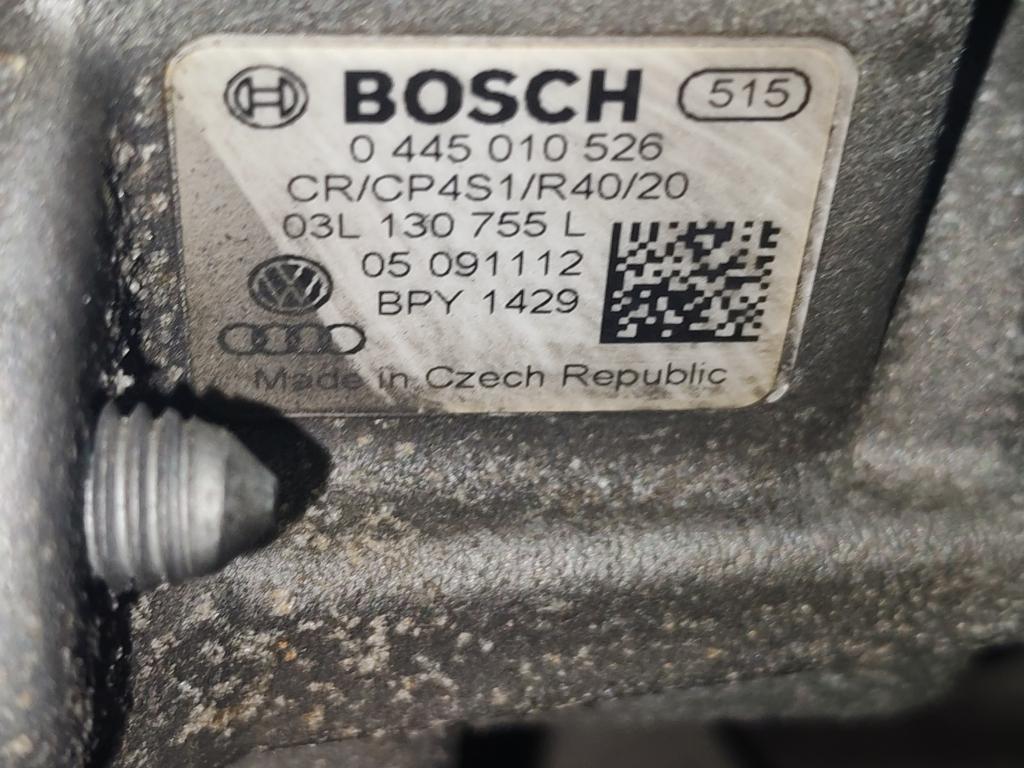 BOSCH 515
0 445 010 526
CR/CP4S1/R40/20
03L 130 755 L
05 091112
BPY 1429
Made in Czech Republic